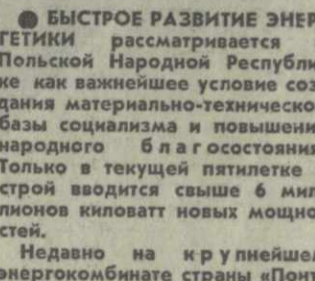 ● БЫСТРОЕ РАЗВИТИЕ ЭНЕР
ГЕТИКИ рассматривается
Польской Народной Республи
ке как важнейшее условие соз
дания материально-техническо
базы социализма и повышени
народного благосостояния
Только в текущей пятилетке
строй вводится свыше 6 мил
лионов киловатт новых мощно
стей.
Недавно на крупнейшем
энергокомбинате страны «Понт